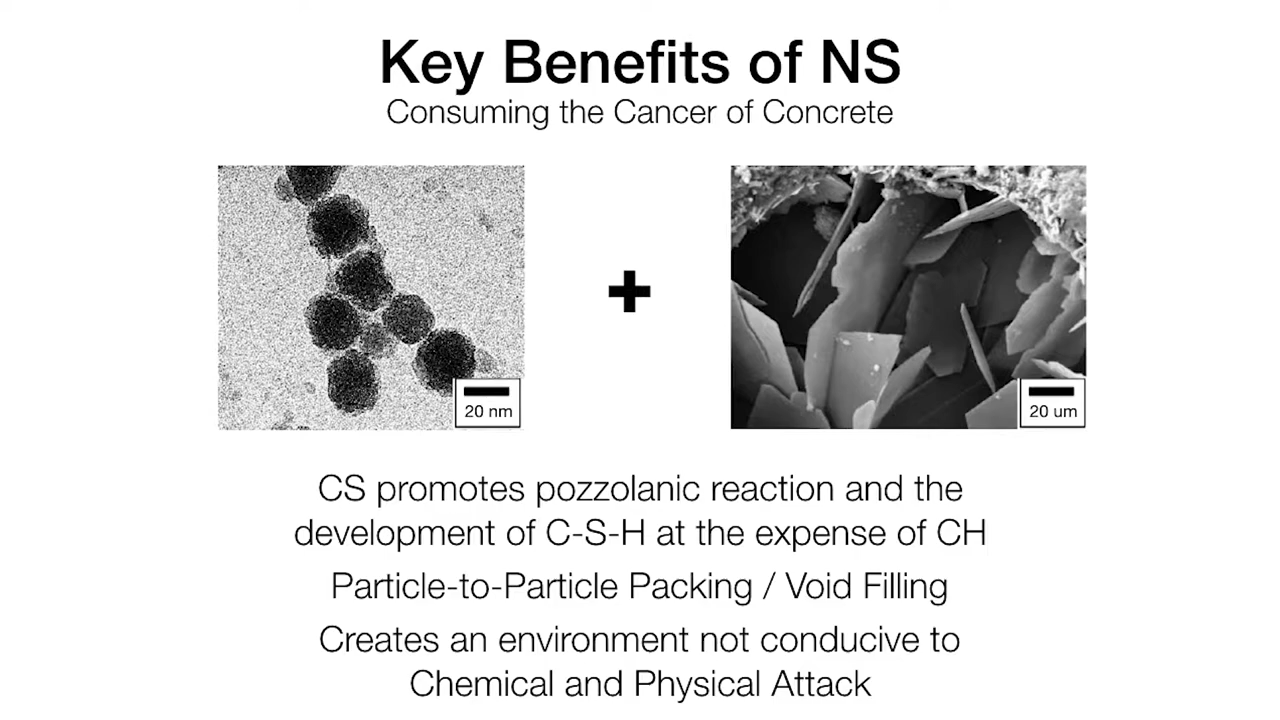 Key Benefits of NS
Consuming the Cancer of Concrete
+
20 nm
20 um
CS promotes pozzolanic reaction and the
development of C-S-H at the expense of CH
Particle-to-Particle Packing / Void Filling
Creates an environment not conducive to
Chemical and Physical Attack